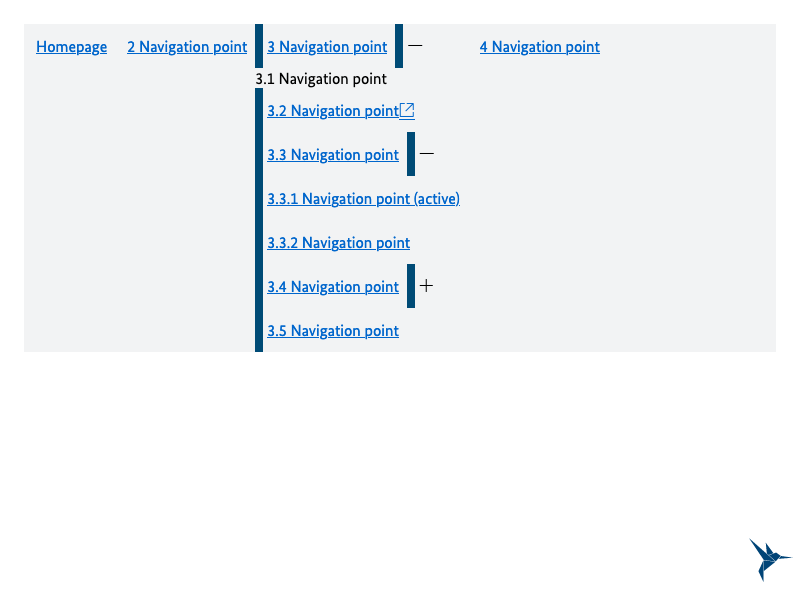 Homepage 2 Navigation point 3 Navigation point 4 Navigation point
3.1 Navigation point
3.2 Navigation point
3.3 Navigation point
3.3.1 Navigation point (active)
3.3.2 Navigation point
3.4 Navigation point
3.5 Navigation point